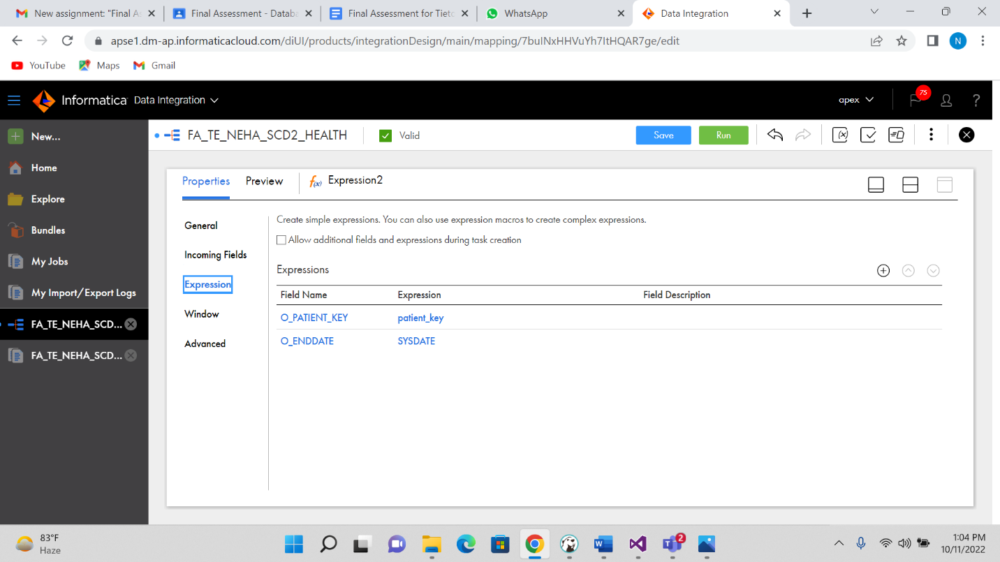 New assignment: "Final As
Final Assessment - Databa
Final Assessment for Tieto
WhatsApp
Data Integration
apse1.dm-ap.informaticacloud.com/diUI/products/integrationDesign/main/mapping/7buINxHHVuYh7ItHQAR7ge/edit
N
YouTube
Maps
Gmail
Informatica
Data Integration
apex
75
?
New...
FA_TE_NEHA_SCD2_HEALTH
Valid
Save
Run
Home
Explore
Bundles
My Jobs
My Import/Export Logs
FA_TE_NEHA_SCD...
FA_TE_NEHA_SCD...
Properties
Preview
f(x)
Expression2
General
Incoming Fields
Expression
Window
Advanced
Create simple expressions. You can also use expression macros to create complex expressions.
Allow additional fields and expressions during task creation
Expressions
Field Name Expression Field Description
O_PATIENT_KEY patient_key
O_ENDDATE SYSDATE
83°F
Haze
2
1:04 PM
10/11/2022